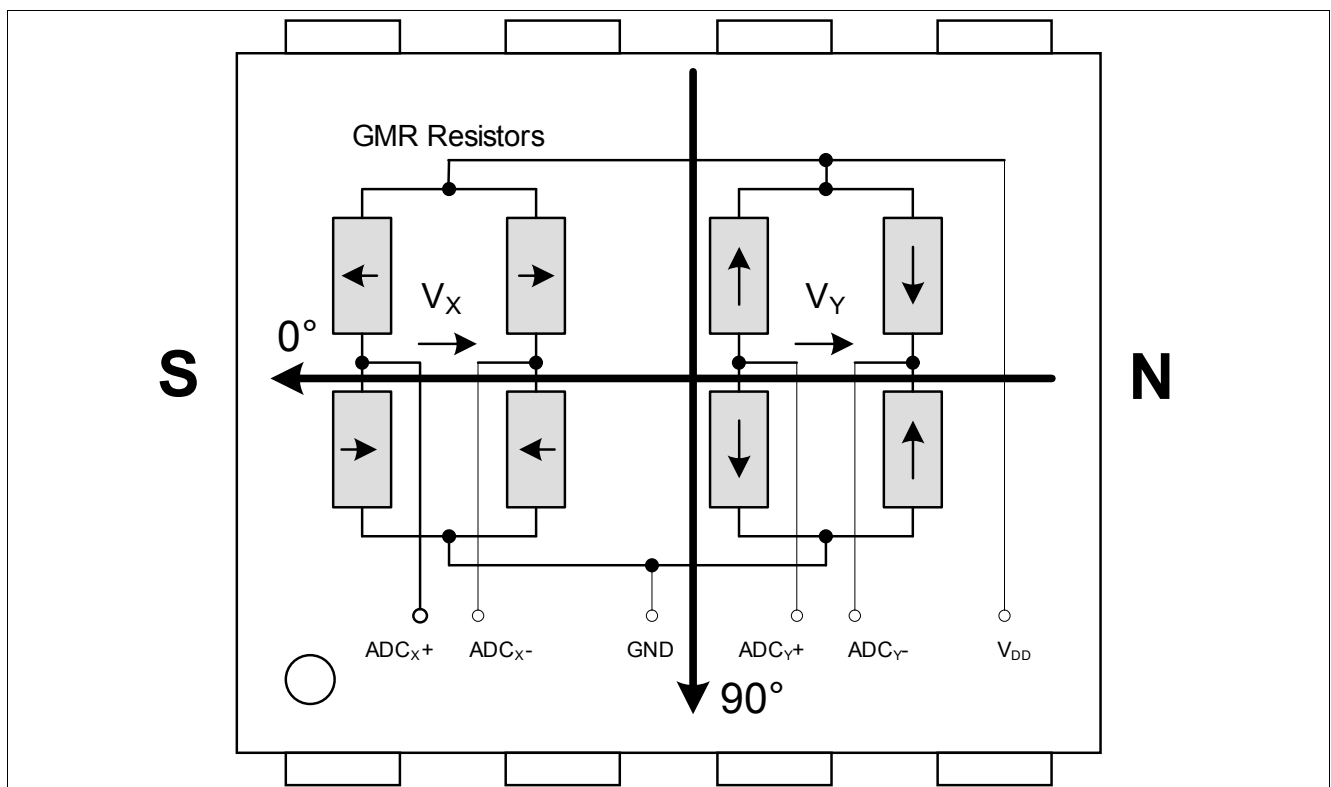 GMR Resistors
V_X
V_Y
0°
S
N
ADC_X+
ADC_X-
GND
ADC_Y+
ADC_Y-
V_DD
90°